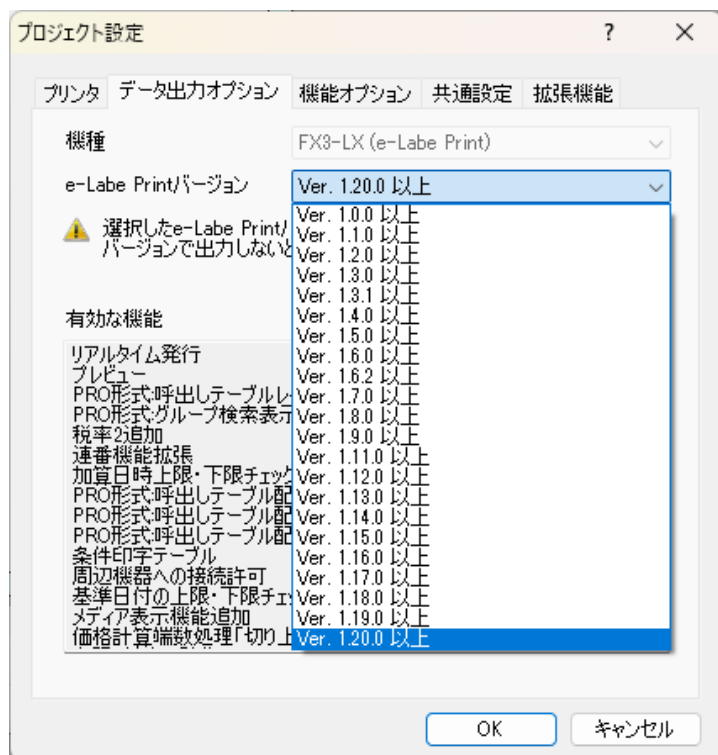 プロジェクト設定
?
プリンタ データ出力オプション 機能オプション 共通設定 拡張機能
機種
FX3-LX (e-Labe Print)
e-Labe Printバージョン
Ver. 1.20.0 以上
選択したe-Labe Print
バージョンで出力しない
Ver. 1.0.0 以上
Ver. 1.1.0 以上
Ver. 1.2.0 以上
Ver. 1.3.0 以上
Ver. 1.3.1 以上
Ver. 1.4.0 以上
Ver. 1.5.0 以上
Ver. 1.6.0 以上
Ver. 1.6.2 以上
Ver. 1.7.0 以上
Ver. 1.8.0 以上
Ver. 1.9.0 以上
Ver. 1.11.0 以上
Ver. 1.12.0 以上
Ver. 1.13.0 以上
Ver. 1.14.0 以上
Ver. 1.15.0 以上
Ver. 1.16.0 以上
Ver. 1.17.0 以上
Ver. 1.18.0 以上
Ver. 1.19.0 以上
Ver. 1.20.0 以上
有効な機能
リアルタイム発行
プレビュー
PRO形式:呼出しテーブルレ
PRO形式:グループ検索表示
税率2追加
連番機能拡張
加算日時上限・下限チェック
PRO形式:呼出しテーブル配
PRO形式:呼出しテーブル配
PRO形式:呼出しテーブル配
条件印字テーブル
周辺機器への接続許可
基準日付の上限・下限チェ
メディア表示機能追加
価格計算端数処理「切り上
OK
キャンセル